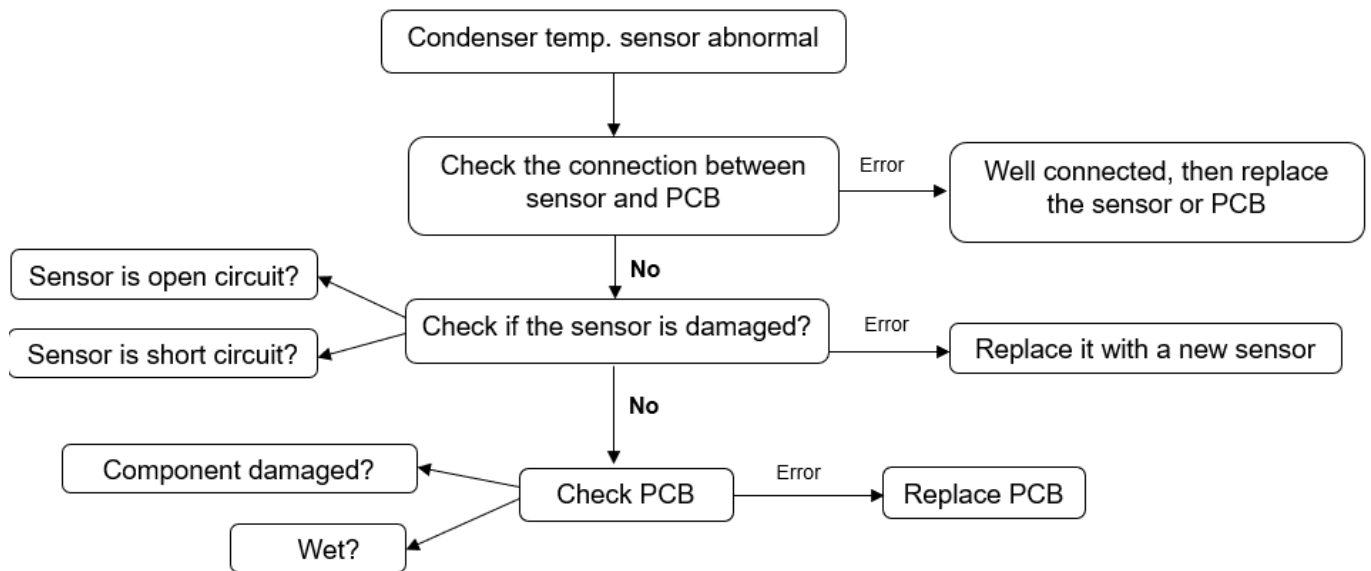 Condenser temp. sensor abnormal
Check the connection between
sensor and PCB
Error
Well connected, then replace
the sensor or PCB
No
Sensor is open circuit?
Sensor is short circuit?
Check if the sensor is damaged?
Error
Replace it with a new sensor
No
Component damaged?
Wet?
Check PCB
Error
Replace PCB